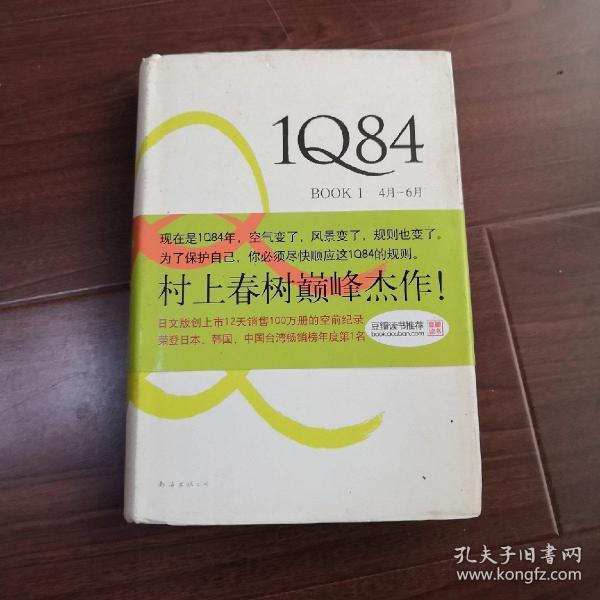 1Q84
BOOK 1 4月-6月
现在是1Q84年，空气变了，风景变了，规则也变了。
为了保护自己，你必须尽快顺应这1Q84的规则。
村上春树巅峰杰作！
日文版创上市12天销售100万册的空前纪录
荣登日本、韩国、中国台湾畅销榜年度第1名
豆瓣读书推荐
book.douban.com
南海出版公司
孔夫子旧书网
www.kongfz.com